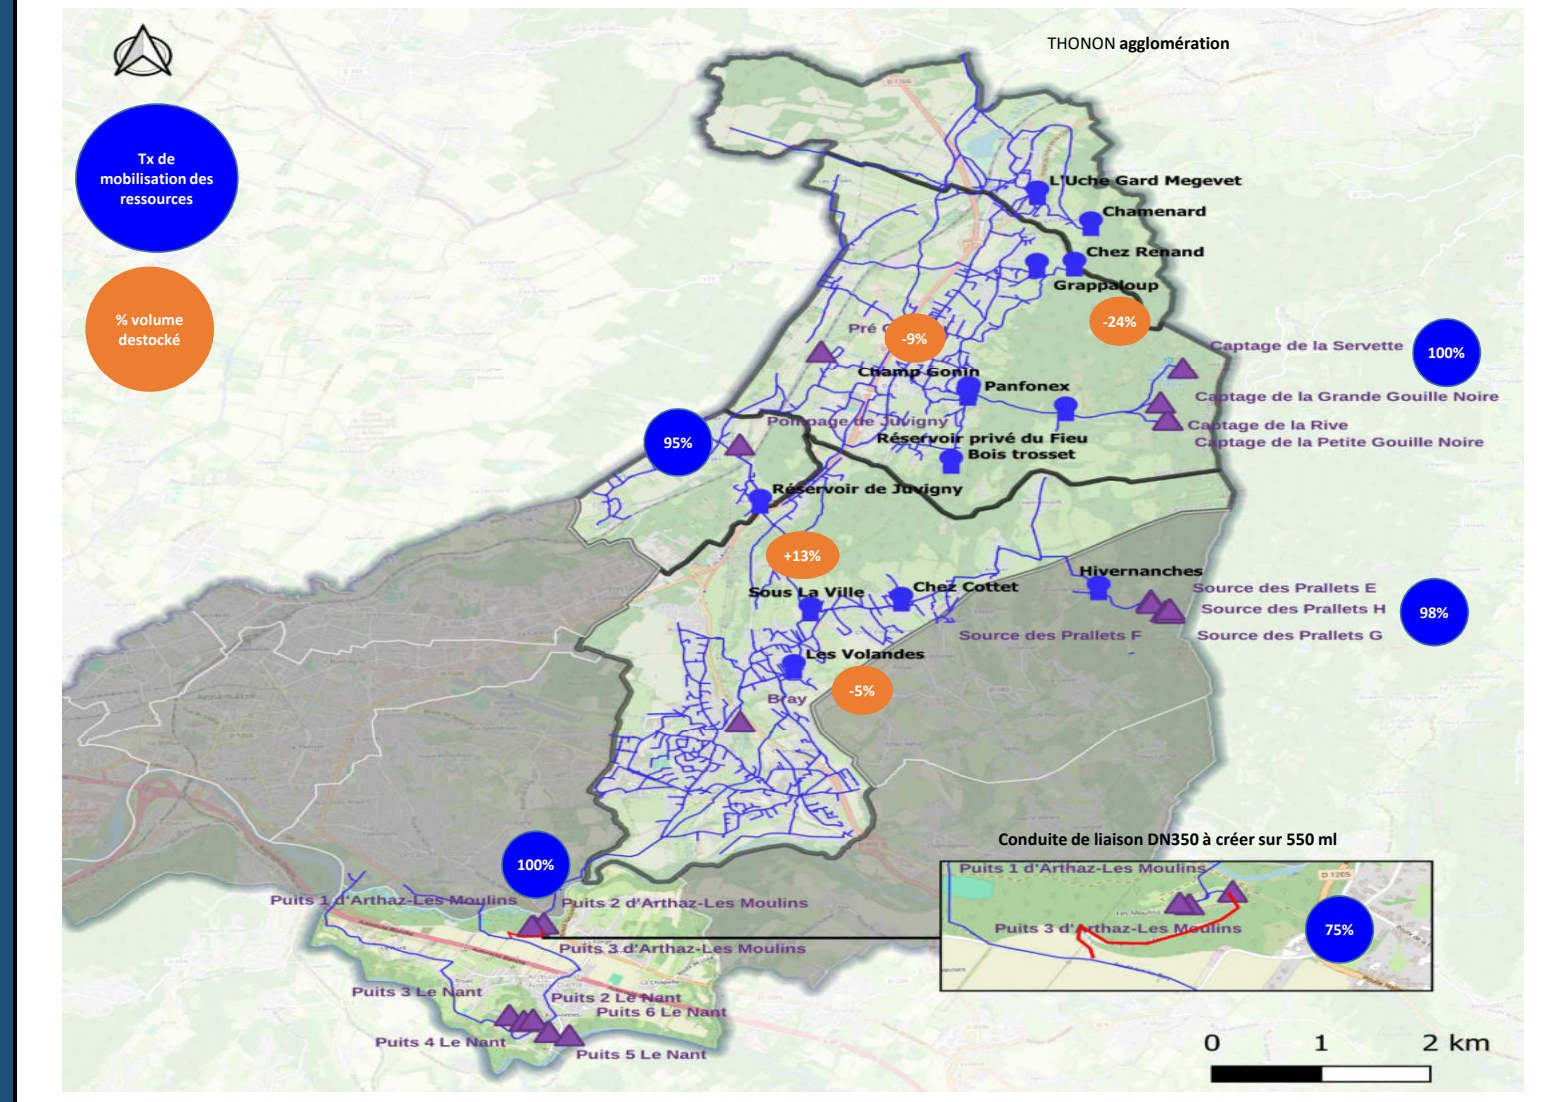 THONON agglomération
Tx de
mobilisation des
ressources
% volume
destocké
D 1206
L'Uche Gard Megevet
Chamenard
Chez Renand
Grappaloup
-24%
Pré
-9%
Captage de la Servette
100%
Champ Gonin
Panfonex
Captage de la Grande Gouille Noire
Pompage de Juvigny
Captage de la Rive
95%
Réservoir privé du Fieu
Captage de la Petite Gouille Noire
Bois trosset
Réservoir de Juvigny
+13%
Hivernanches
Sous La Ville
Chez Cottet
Source des Prallets E
Source des Prallets H
98%
Source des Prallets F
Source des Prallets G
Les Volandes
-5%
Bray
Conduite de liaison DN350 à créer sur 550 ml
100%
Puits 1 d'Arthaz-Les Moulins
D 1205
Puits 1 d'Arthaz-Les Moulins
Puits 2 d'Arthaz-Les Moulins
Les Moulins
Puits 3 d'Arthaz-Les Moulins
75%
Puits 3 d'Arthaz-Les Moulins
Puits 3 Le Nant
Puits 2 Le Nant
Puits 6 Le Nant
Puits 4 Le Nant
Puits 5 Le Nant
0 1 2 km